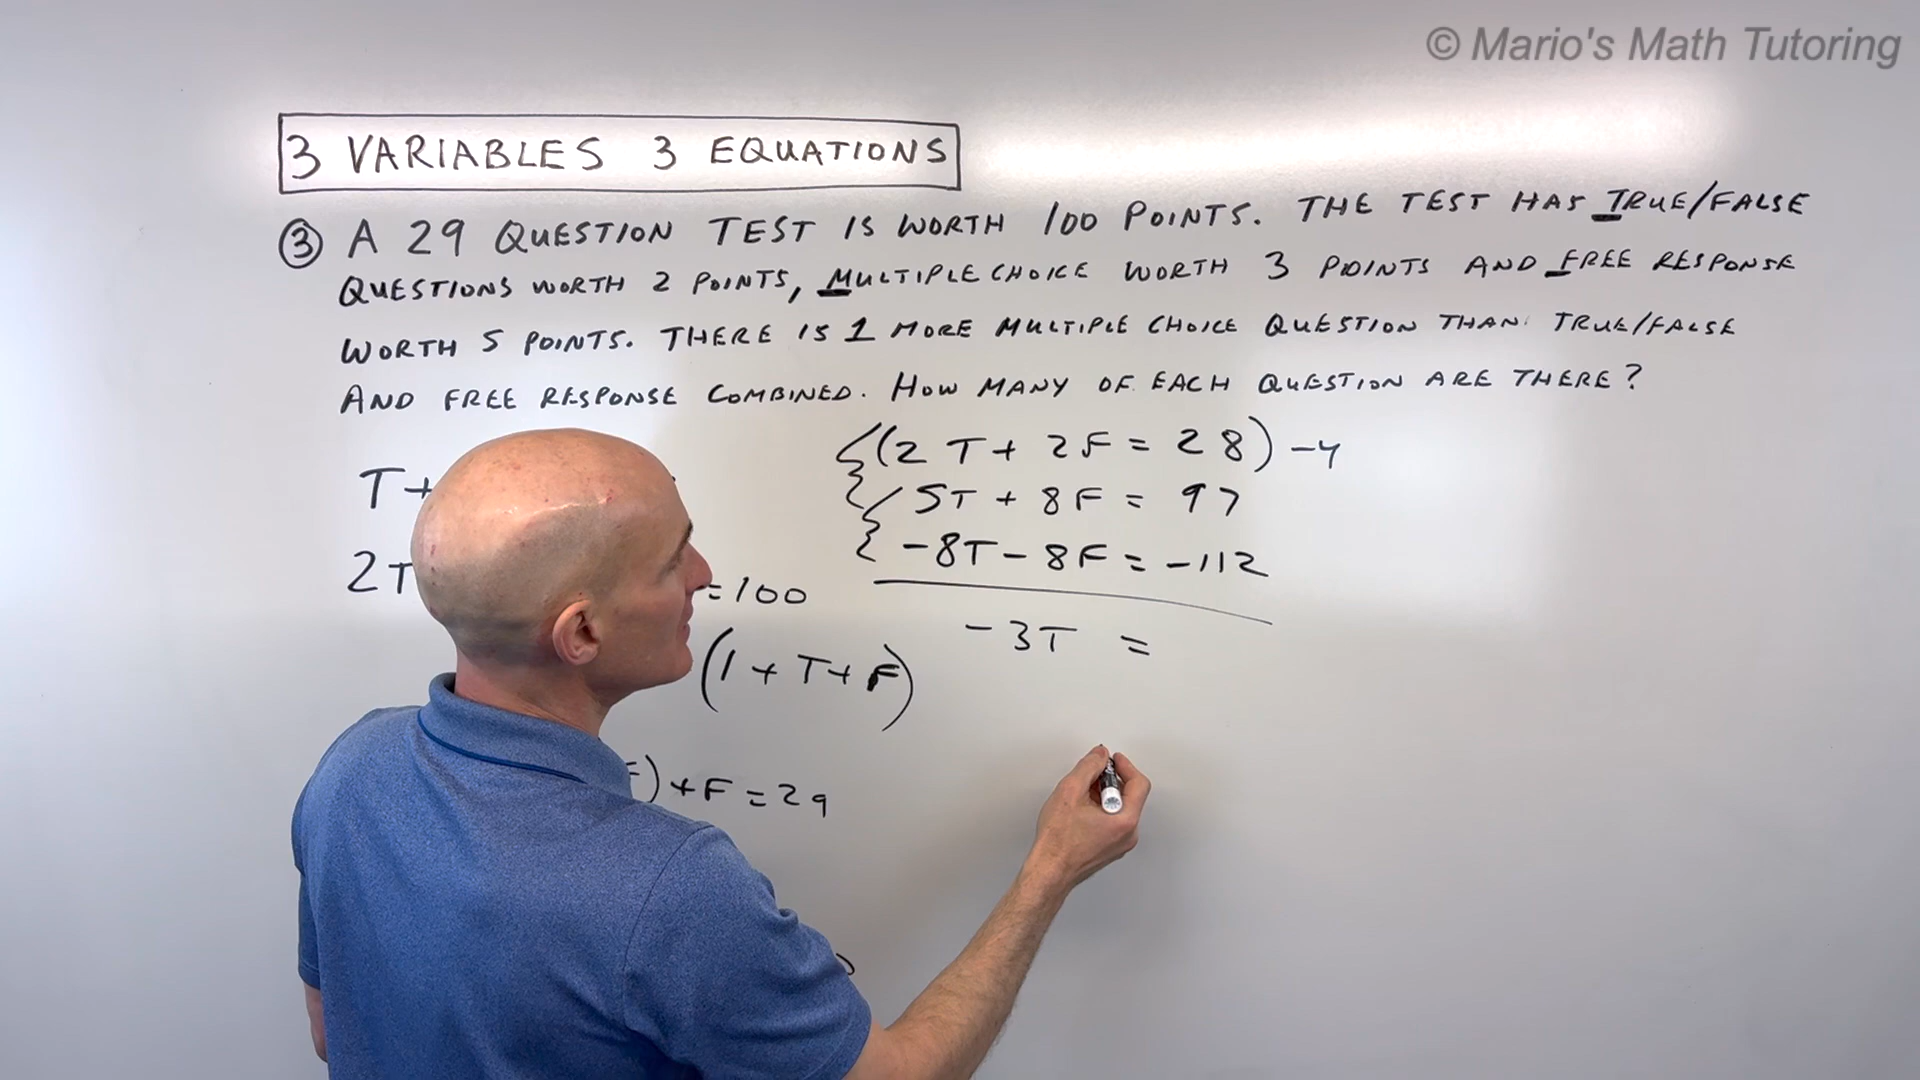 © Mario's Math Tutoring
3 VARIABLES 3 EQUATIONS
③ A 29 QUESTION TEST IS WORTH 100 POINTS. THE TEST HAS TRUE/FALSE
QUESTIONS WORTH 2 POINTS, MULTIPLE CHOICE WORTH 3 POINTS AND FREE RESPONSE
WORTH 5 POINTS. THERE IS 1 MORE MULTIPLE CHOICE QUESTION THAN TRUE/FALSE
AND FREE RESPONSE COMBINED. HOW MANY OF EACH QUESTION ARE THERE?
T+
2T
=100
(1 + T + F)
) + F = 29
(2T + 2F = 28) -4
5T + 8F = 97
-8T - 8F = -112
-3T =